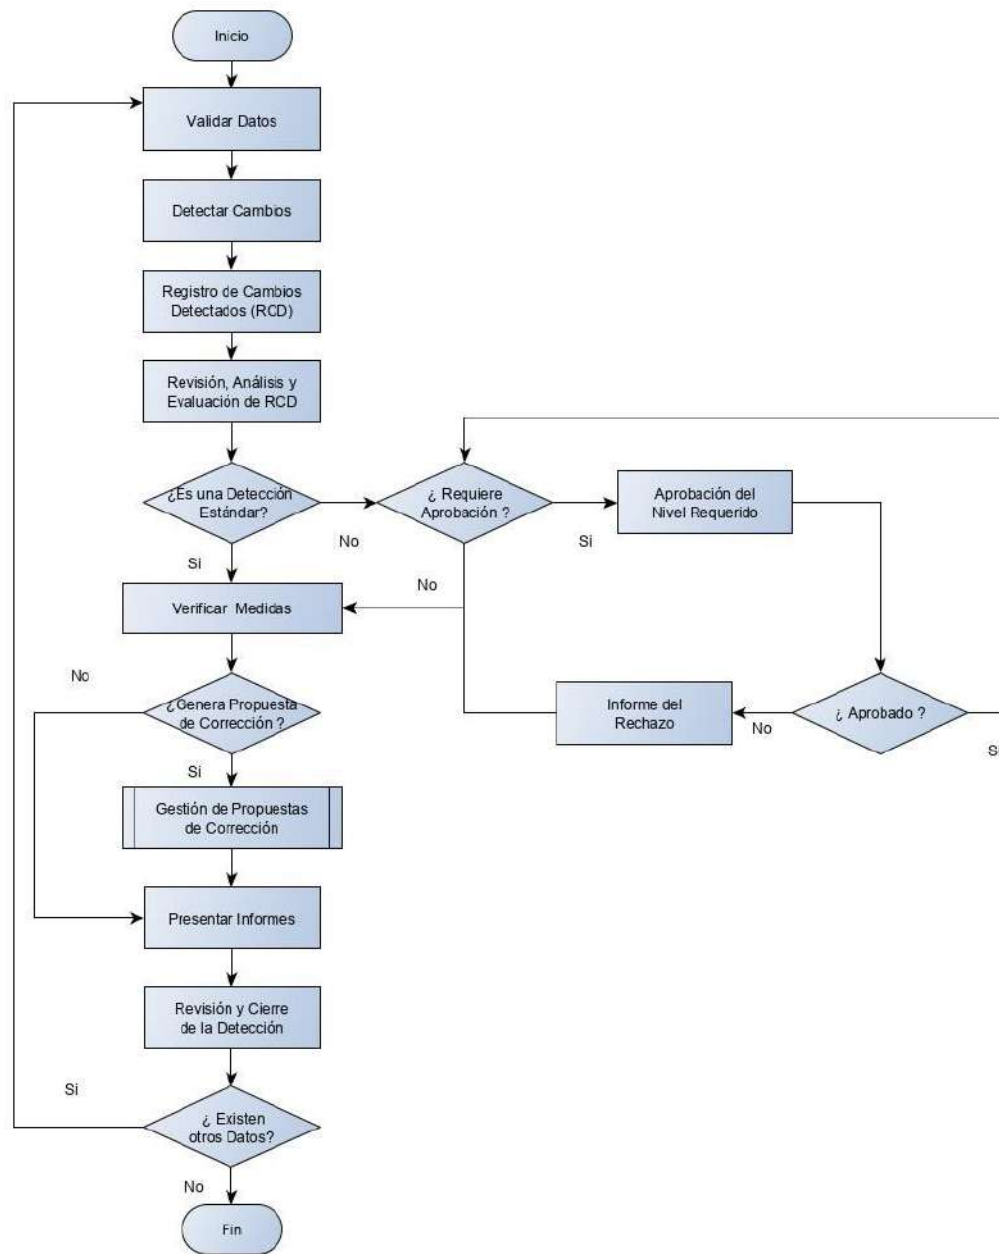 Inicio
Validar Datos
Detectar Cambios
Registro de Cambios
Detectados (RCD)
Revisión, Análisis y
Evaluación de RCD
¿Es una Detección
Estándar?
No
Si
¿ Requiere
Aprobación ?
Si
No
Aprobación del
Nivel Requerido
¿ Aprobado ?
No
Si
Informe del
Rechazo
Verificar Medidas
¿Genera Propuesta
de Corrección ?
No
Si
Gestión de Propuestas
de Corrección
Presentar Informes
Revisión y Cierre
de la Detección
¿ Existen
otros Datos?
Si
No
Fin